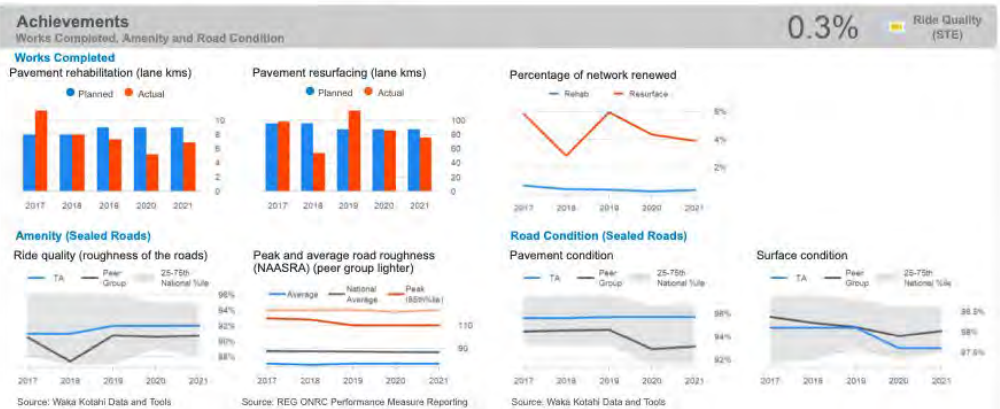 Achievements
Works Completed, Amenity and Road Condition
0.3%
Ride Quality
(STE)
Works Completed
Pavement rehabilitation (lane kms)
Planned Actual
10
8
6
4
2
0
2017 2018 2019 2020 2021
Pavement resurfacing (lane kms)
Planned Actual
100
80
60
40
20
0
2017 2018 2019 2020 2021
Percentage of network renewed
Rehab Resurface
6%
4%
2%
2017 2018 2019 2020 2021
Amenity (Sealed Roads)
Ride quality (roughness of the roads)
TA Peer Group 25-75th National %ile
96%
94%
92%
90%
88%
2017 2018 2019 2020 2021
Source: Waka Kotahi Data and Tools
Peak and average road roughness
(NAASRA) (peer group lighter)
Average National Average Peak (85th%ile)
110
90
2017 2018 2019 2020 2021
Source: REG ONRC Performance Measure Reporting
Road Condition (Sealed Roads)
Pavement condition
TA Peer Group 25-75th National %ile
96%
94%
92%
2017 2018 2019 2020 2021
Source: Waka Kotahi Data and Tools
Surface condition
TA Peer Group 25-75th National %ile
98.5%
98%
97.5%
2017 2018 2019 2020 2021